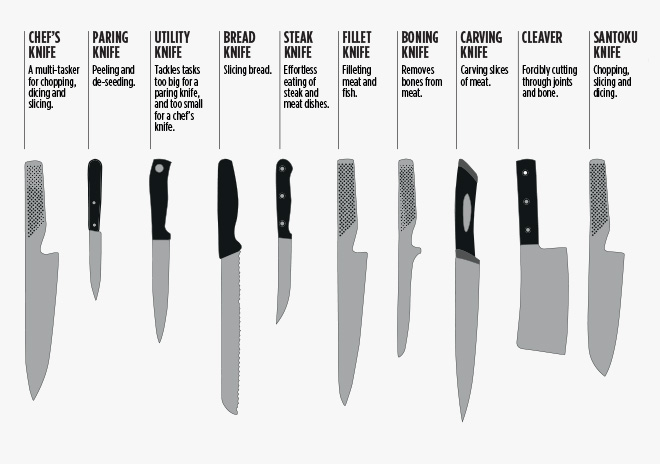 CHEF'S
KNIFE
A multi-tasker
for chopping,
dicing and
slicing.
PARING
KNIFE
Peeling and
de-seeding.
UTILITY
KNIFE
Tackles tasks
too big for a
paring knife,
and too small
for a chef's
knife.
BREAD
KNIFE
Slicing bread.
STEAK
KNIFE
Effortless
eating of
steak and
meat dishes.
FILLET
KNIFE
Filleting
meat and
fish.
BONING
KNIFE
Removes
bones from
meat.
CARVING
KNIFE
Carving slices
of meat.
CLEAVER
Forcibly cutting
through joints
and bone.
SANTOKU
KNIFE
Chopping,
slicing and
dicing.